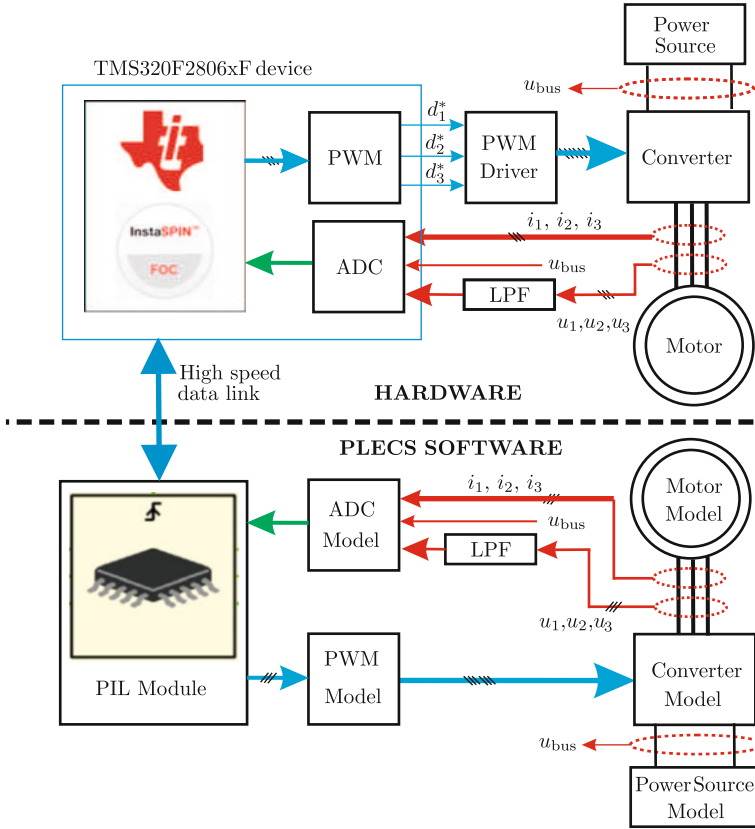 Power
Source
TMS320F2806xF device
u_bus
d_1^*
d_2^*
d_3^*
PWM
PWM
Driver
Converter
InstaSPIN™
FOC
i_1, i_2, i_3
ADC
u_bus
LPF
u_1,u_2,u_3
Motor
High speed
data link
HARDWARE
PLECS SOFTWARE
i_1, i_2, i_3
Motor
Model
ADC
Model
u_bus
LPF
u_1,u_2,u_3
PIL Module
PWM
Model
Converter
Model
u_bus
Power Source
Model